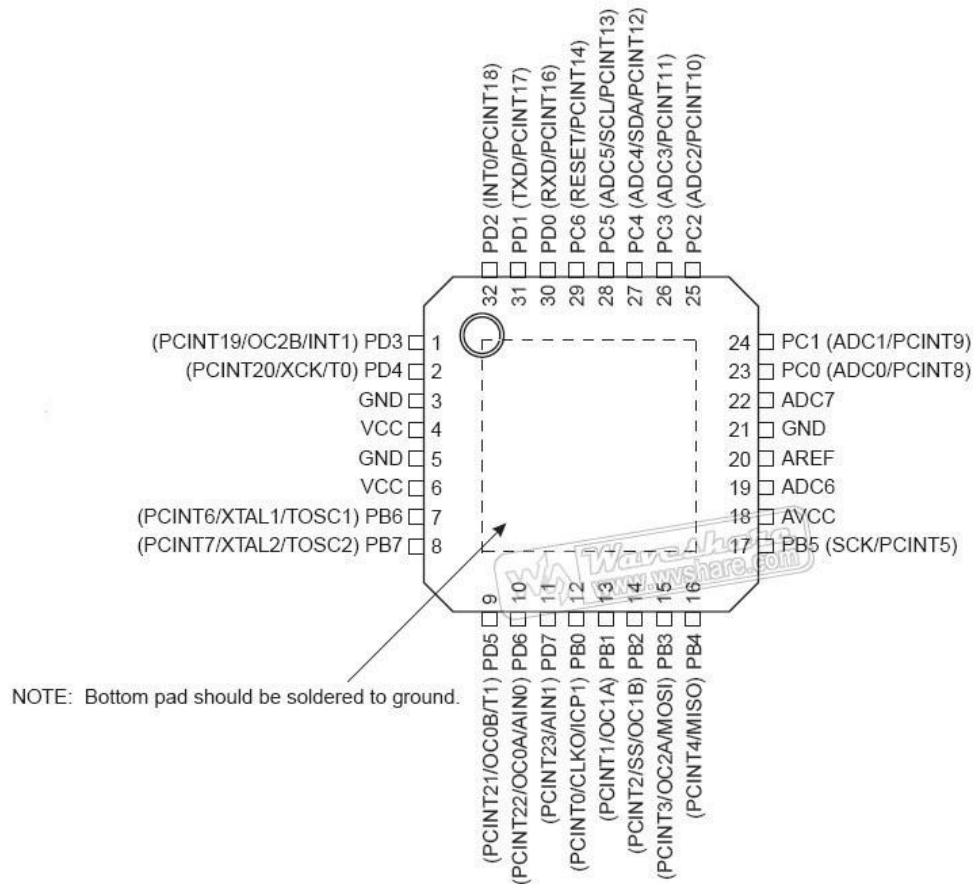 PD2 (INT0/PCINT18)
PD1 (TXD/PCINT17)
PD0 (RXD/PCINT16)
PC6 (RESET/PCINT14)
PC5 (ADC5/SCL/PCINT13)
PC4 (ADC4/SDA/PCINT12)
PC3 (ADC3/PCINT11)
PC2 (ADC2/PCINT10)
32 31 30 29 28 27 26 25
(PCINT19/OC2B/INT1) PD3 1
(PCINT20/XCK/T0) PD4 2
GND 3
VCC 4
GND 5
VCC 6
(PCINT6/XTAL1/TOSC1) PB6 7
(PCINT7/XTAL2/TOSC2) PB7 8
24 PC1 (ADC1/PCINT9)
23 PC0 (ADC0/PCINT8)
22 ADC7
21 GND
20 AREF
19 ADC6
18 AVCC
17 PB5 (SCK/PCINT5)
Waveshare
www.wvshare.com
9 10 11 12 13 14 15 16
(PCINT21/OC0B/T1) PD5
(PCINT22/OC0A/AIN0) PD6
(PCINT23/AIN1) PD7
(PCINT0/CLKO/ICP1) PB0
(PCINT1/OC1A) PB1
(PCINT2/SS/OC1B) PB2
(PCINT3/OC2A/MOSI) PB3
(PCINT4/MISO) PB4
NOTE: Bottom pad should be soldered to ground.